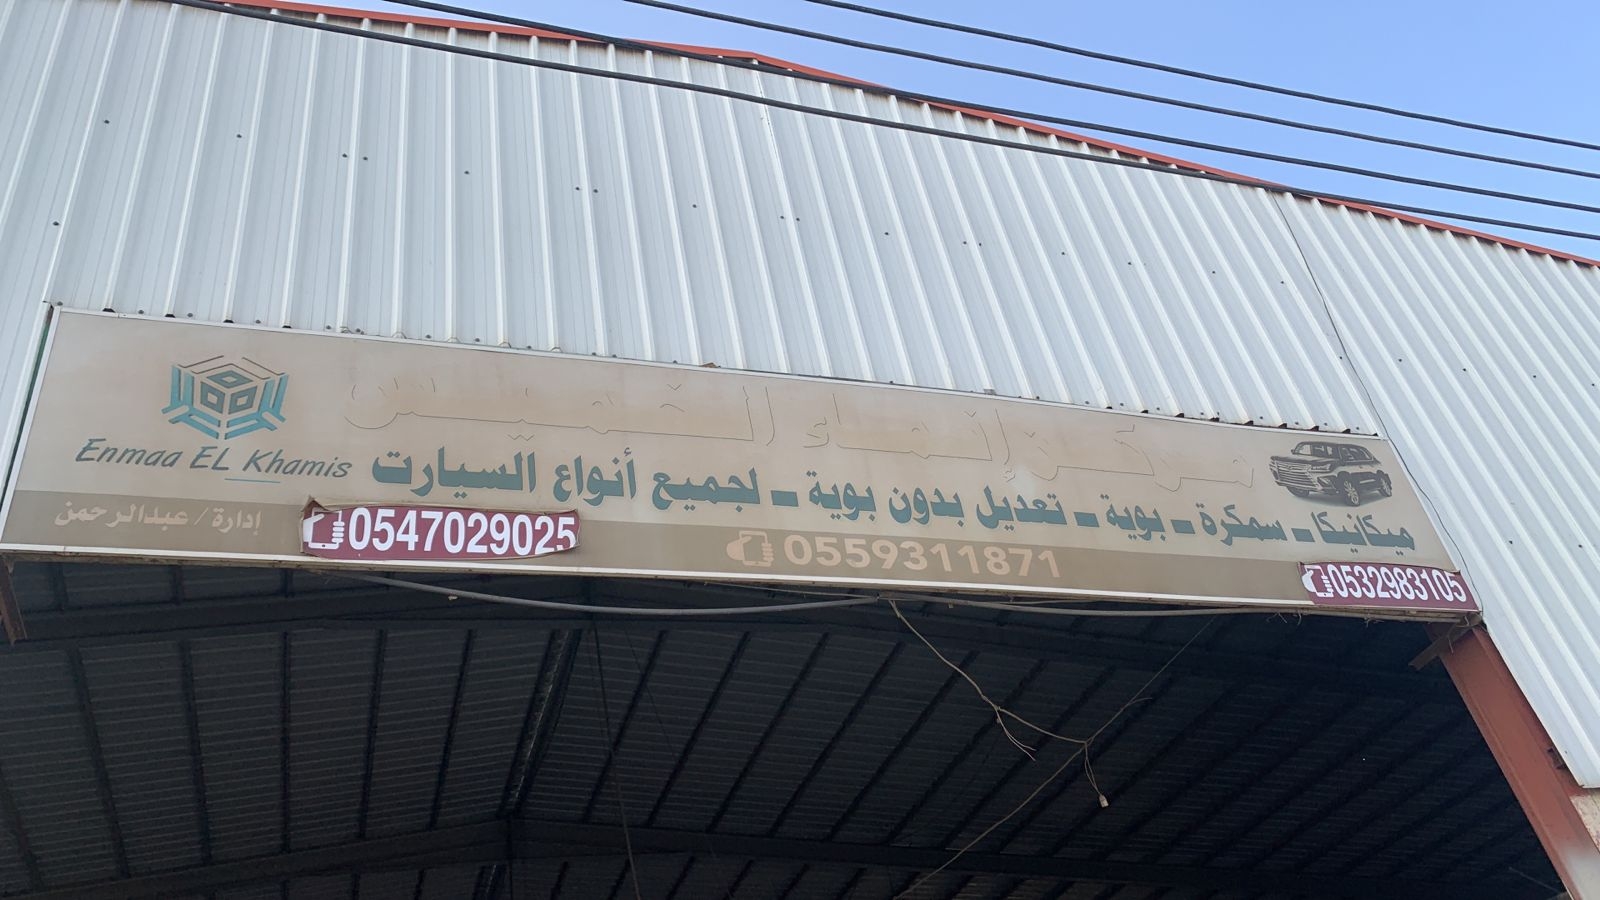 مركز إنماء الخميس
Enmaa EL Khamis
ميكانيكا - سمكرة - بوية - تعديل بدون بوية - لجميع أنواع السيارت
إدارة / عبدالرحمن
0547029025
0559311871
0532983105